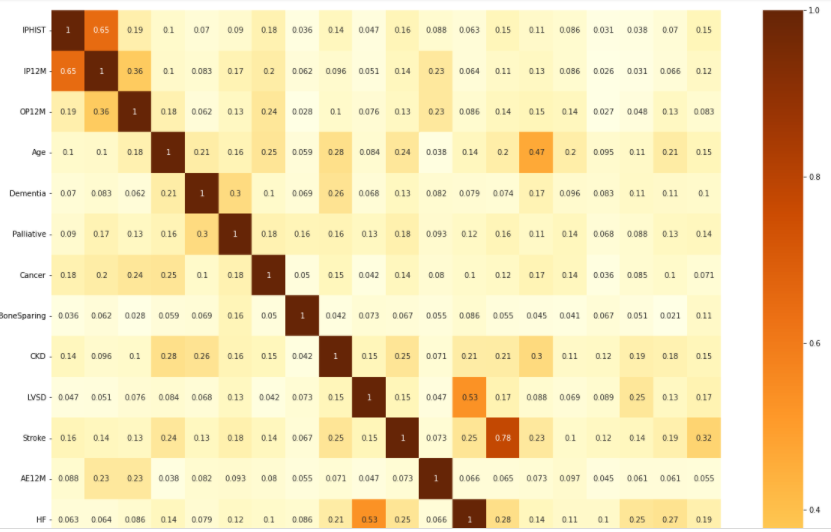 IPHIST 1 0.65 0.19 0.1 0.07 0.09 0.18 0.036 0.14 0.047 0.16 0.088 0.063 0.15 0.11 0.086 0.031 0.038 0.07 0.15 1.0
IP12M 0.65 1 0.36 0.1 0.083 0.17 0.2 0.062 0.096 0.051 0.14 0.23 0.064 0.11 0.13 0.086 0.026 0.031 0.066 0.12
OP12M 0.19 0.36 1 0.18 0.062 0.13 0.24 0.028 0.1 0.076 0.13 0.23 0.086 0.14 0.15 0.14 0.027 0.048 0.13 0.083
Age 0.1 0.1 0.18 1 0.21 0.16 0.25 0.059 0.28 0.084 0.24 0.038 0.14 0.2 0.47 0.2 0.095 0.11 0.21 0.15
0.8
Dementia 0.07 0.083 0.062 0.21 1 0.3 0.1 0.069 0.26 0.068 0.13 0.082 0.079 0.074 0.17 0.096 0.083 0.11 0.11 0.1
Palliative 0.09 0.17 0.13 0.16 0.3 1 0.18 0.16 0.16 0.13 0.18 0.093 0.12 0.16 0.11 0.14 0.068 0.088 0.13 0.14
Cancer 0.18 0.2 0.24 0.25 0.1 0.18 1 0.05 0.15 0.042 0.14 0.08 0.1 0.12 0.17 0.14 0.036 0.085 0.1 0.071
BoneSparing 0.036 0.062 0.028 0.059 0.069 0.16 0.05 1 0.042 0.073 0.067 0.055 0.086 0.055 0.045 0.041 0.067 0.051 0.021 0.11
0.6
CKD 0.14 0.096 0.1 0.28 0.26 0.16 0.15 0.042 1 0.15 0.25 0.071 0.21 0.21 0.3 0.11 0.12 0.19 0.18 0.15
LVSD 0.047 0.051 0.076 0.084 0.068 0.13 0.042 0.073 0.15 1 0.15 0.047 0.53 0.17 0.088 0.069 0.089 0.25 0.13 0.17
Stroke 0.16 0.14 0.13 0.24 0.13 0.18 0.14 0.067 0.25 0.15 1 0.073 0.25 0.78 0.23 0.1 0.12 0.14 0.19 0.32
AE12M 0.088 0.23 0.23 0.038 0.082 0.093 0.08 0.055 0.071 0.047 0.073 1 0.066 0.065 0.073 0.097 0.045 0.061 0.061 0.055
0.4
HF 0.063 0.064 0.086 0.14 0.079 0.12 0.1 0.086 0.21 0.53 0.25 0.066 1 0.28 0.14 0.11 0.1 0.25 0.27 0.19